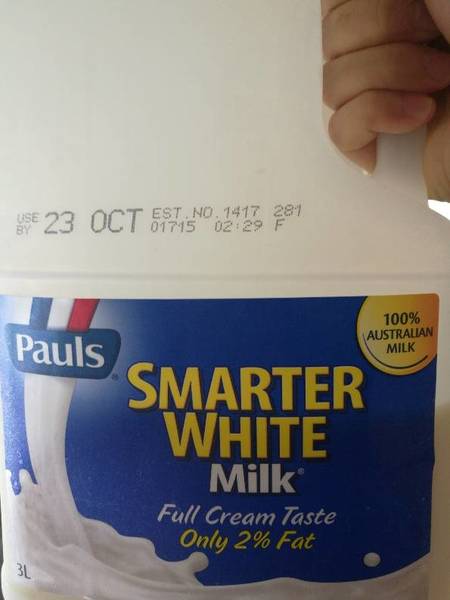 USE BY 23 OCT EST.NO.1417 281
01715 02:29 F
100%
AUSTRALIAN
MILK
Pauls
SMARTER
WHITE
Milk
Full Cream Taste
Only 2% Fat
3L